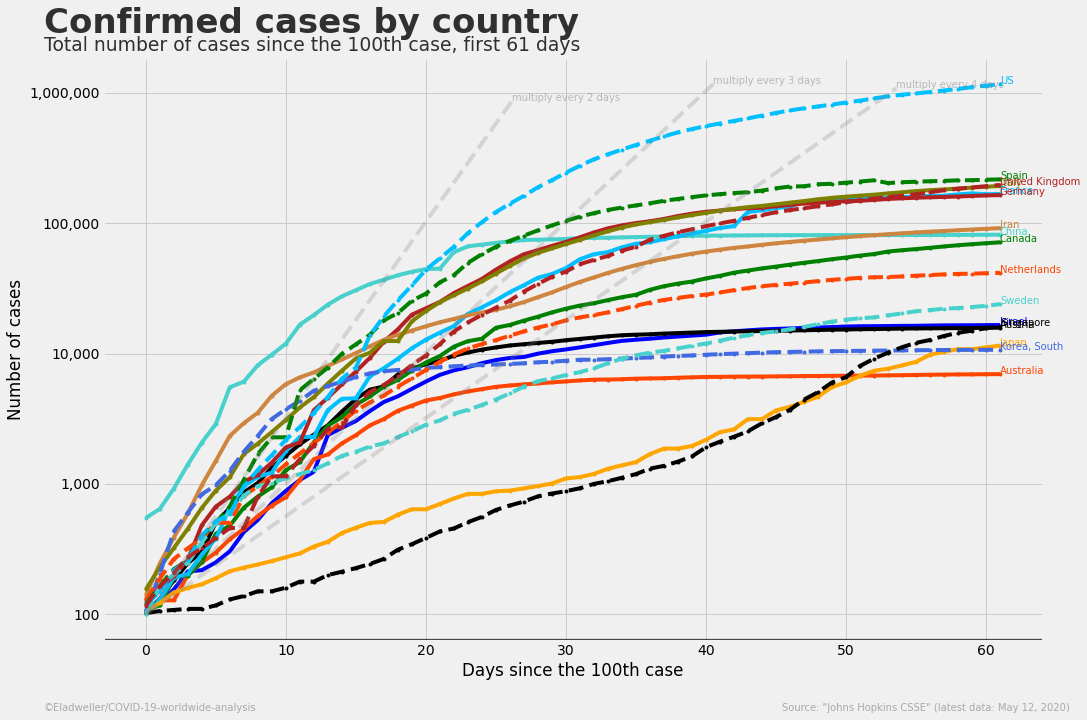 Confirmed cases by country
Total number of cases since the 100th case, first 61 days
1,000,000
100,000
10,000
1,000
100
Number of cases
multiply every 2 days
multiply every 3 days
multiply every 4 days
US
Spain
United Kingdom
Germany
Iran
China
Canada
Netherlands
Sweden
Japan
Korea, South
Australia
0 10 20 30 40 50 60
Days since the 100th case
©Eladweller/COVID-19-worldwide-analysis
Source: "Johns Hopkins CSSE" (latest data: May 12, 2020)